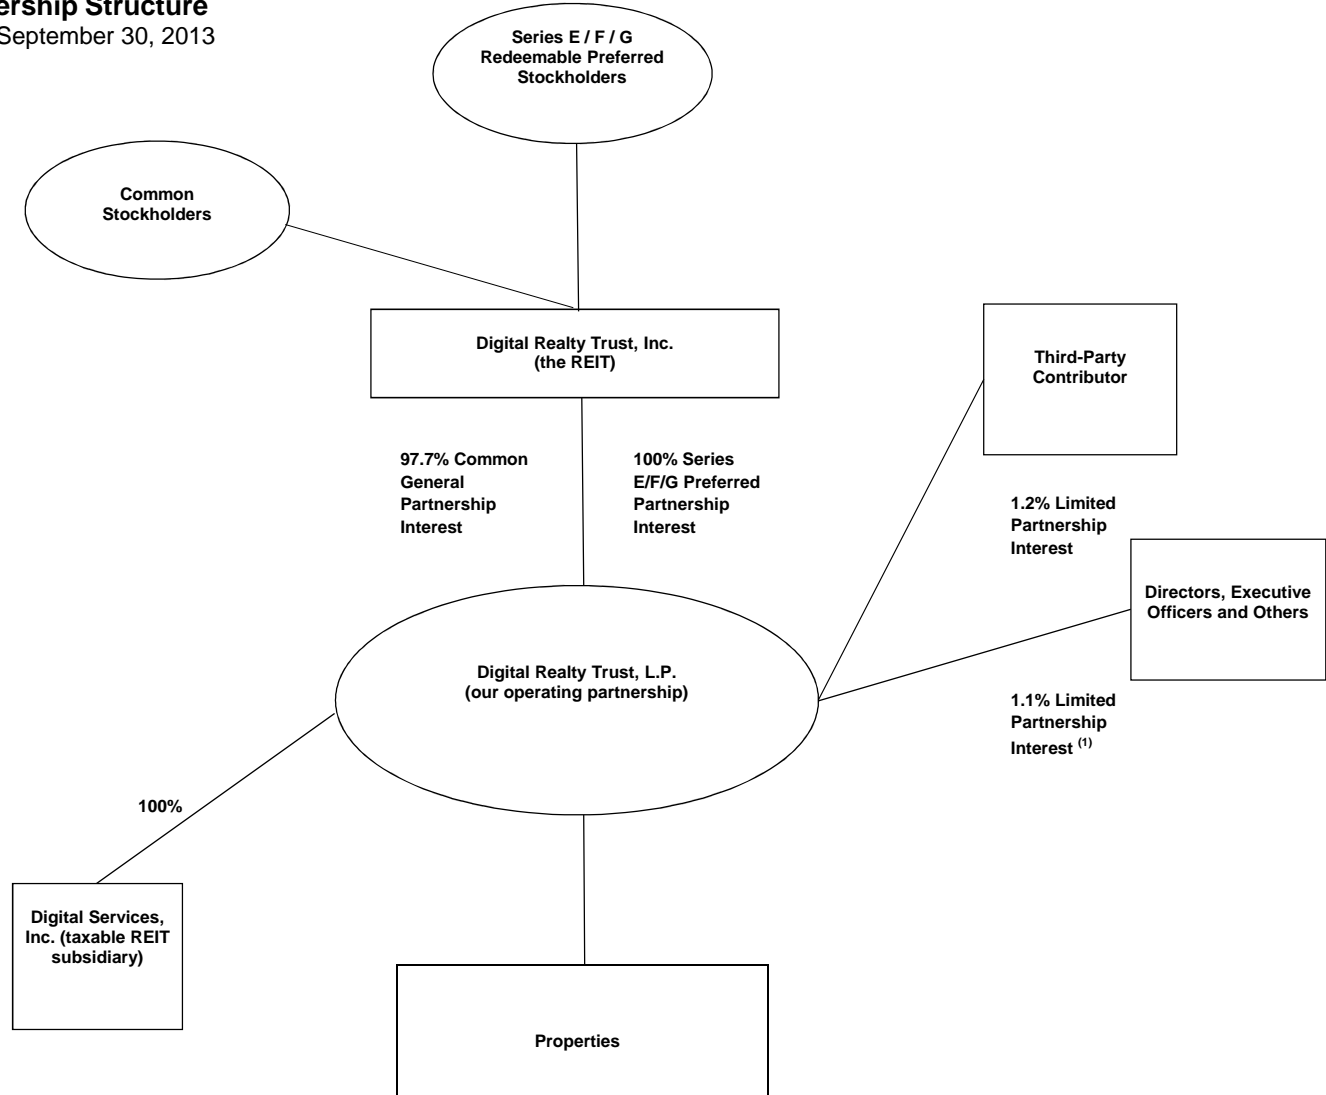 ership Structure
September 30, 2013
Series E / F / G
Redeemable Preferred
Stockholders
Common
Stockholders
Digital Realty Trust, Inc.
(the REIT)
Third-Party
Contributor
97.7% Common
General
Partnership
Interest
100% Series
E/F/G Preferred
Partnership
Interest
1.2% Limited
Partnership
Interest
Directors, Executive
Officers and Others
Digital Realty Trust, L.P.
(our operating partnership)
1.1% Limited
Partnership
Interest (1)
100%
Digital Services,
Inc. (taxable REIT
subsidiary)
Properties